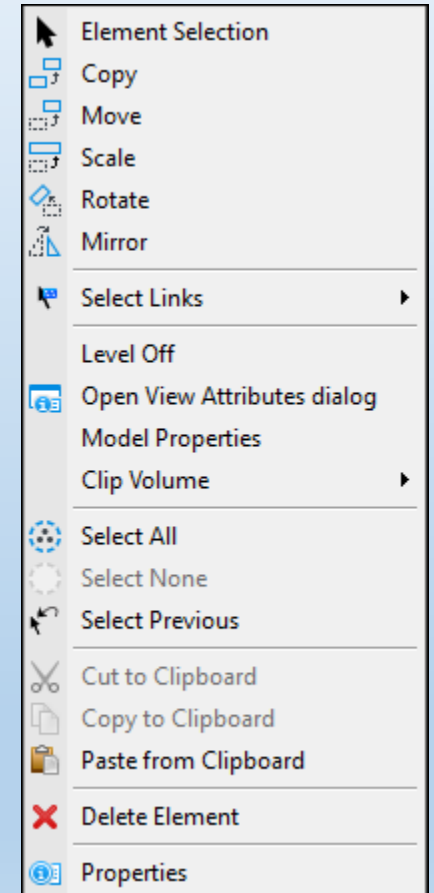 Element Selection
Copy
Move
Scale
Rotate
Mirror
Select Links
Level Off
Open View Attributes dialog
Model Properties
Clip Volume
Select All
Select None
Select Previous
Cut to Clipboard
Copy to Clipboard
Paste from Clipboard
Delete Element
Properties